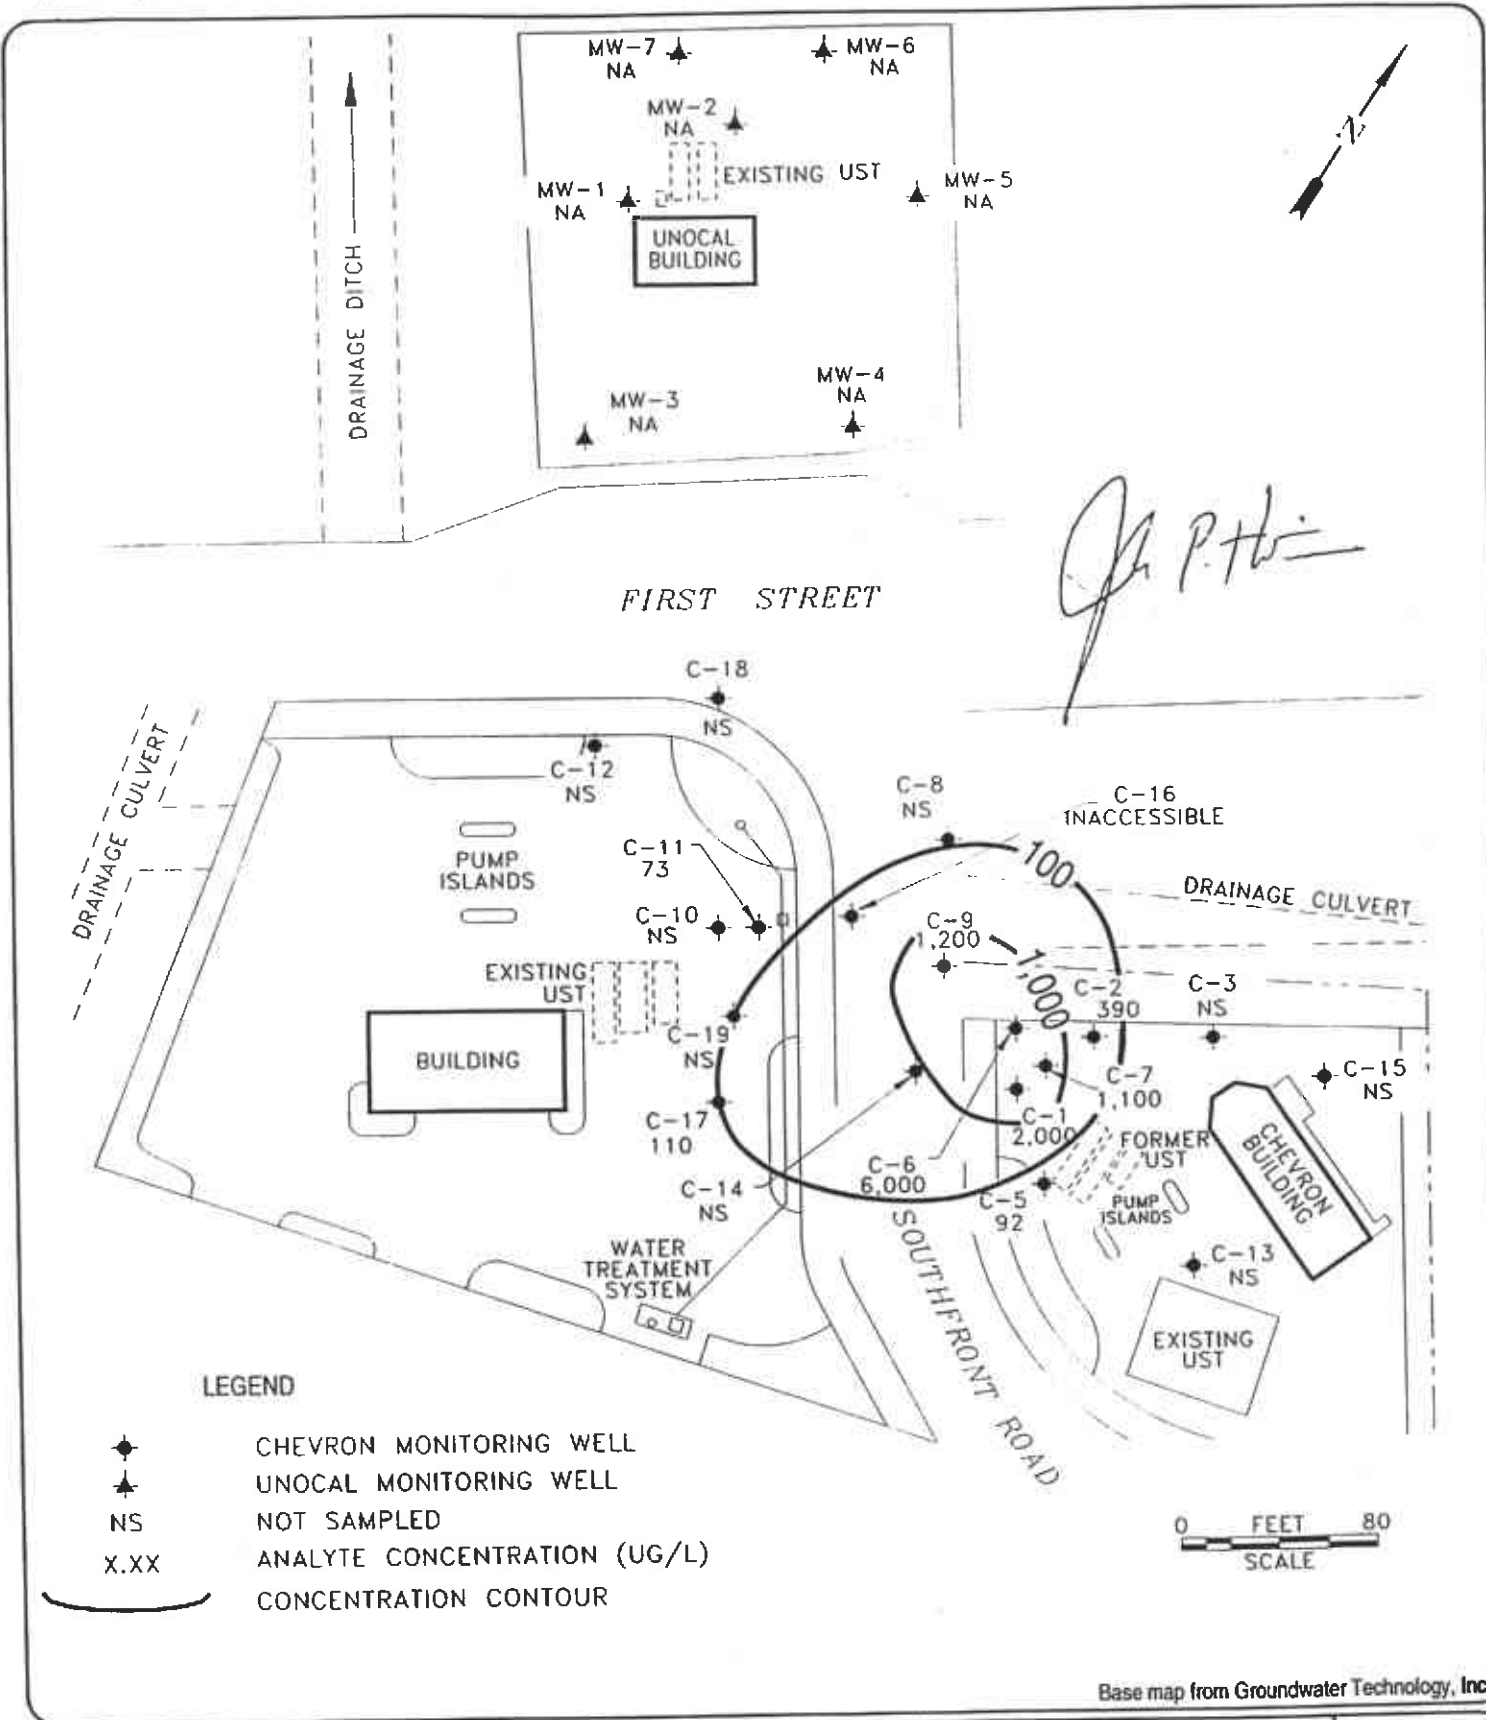 MW-7
NA
MW-6
NA
MW-2
NA
N
EXISTING UST
MW-1
NA
MW-5
NA
UNOCAL
BUILDING
DRAINAGE DITCH
MW-4
NA
MW-3
NA
FIRST STREET
C-18
NS
DRAINAGE CULVERT
C-12
NS
C-8
NS
C-16
INACCESSIBLE
PUMP
ISLANDS
C-11
73
100
DRAINAGE CULVERT
C-10
NS
C-9
1,200
EXISTING
UST
1,000
C-2
390
C-3
NS
C-19
NS
BUILDING
C-15
NS
C-7
1,100
C-17
110
C-1
2,000
FORMER
UST
CHEVRON
BUILDING
C-6
6,000
C-14
NS
C-5
92
PUMP
ISLANDS
WATER
TREATMENT
SYSTEM
SOUTHFRONT ROAD
C-13
NS
EXISTING
UST
LEGEND
CHEVRON MONITORING WELL
UNOCAL MONITORING WELL
NS NOT SAMPLED
X.XX ANALYTE CONCENTRATION (UG/L)
CONCENTRATION CONTOUR
0 FEET 80
SCALE
Base map from Groundwater Technology, Inc